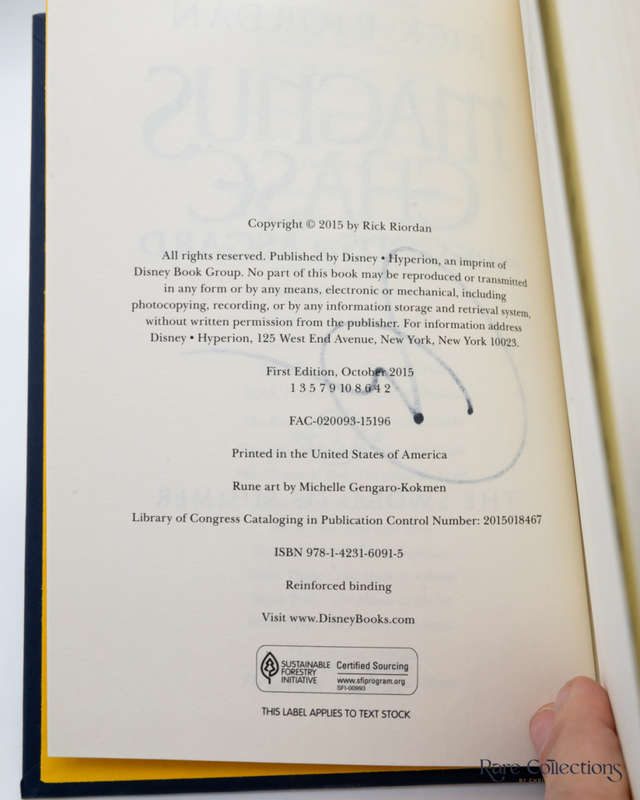 Copyright © 2015 by Rick Riordan
All rights reserved. Published by Disney • Hyperion, an imprint of
Disney Book Group. No part of this book may be reproduced or transmitted
in any form or by any means, electronic or mechanical, including
photocopying, recording, or by any information storage and retrieval system,
without written permission from the publisher. For information address
Disney • Hyperion, 125 West End Avenue, New York, New York 10023.
First Edition, October 2015
1 3 5 7 9 10 8 6 4 2
FAC-020093-15196
Printed in the United States of America
Rune art by Michelle Gengaro-Kokmen
Library of Congress Cataloging in Publication Control Number: 2015018467
ISBN 978-1-4231-6091-5
Reinforced binding
Visit www.DisneyBooks.com
SUSTAINABLE
FORESTRY
INITIATIVE
Certified Sourcing
www.sfiprogram.org
SFI-00993
THIS LABEL APPLIES TO TEXT STOCK
Rare Collections